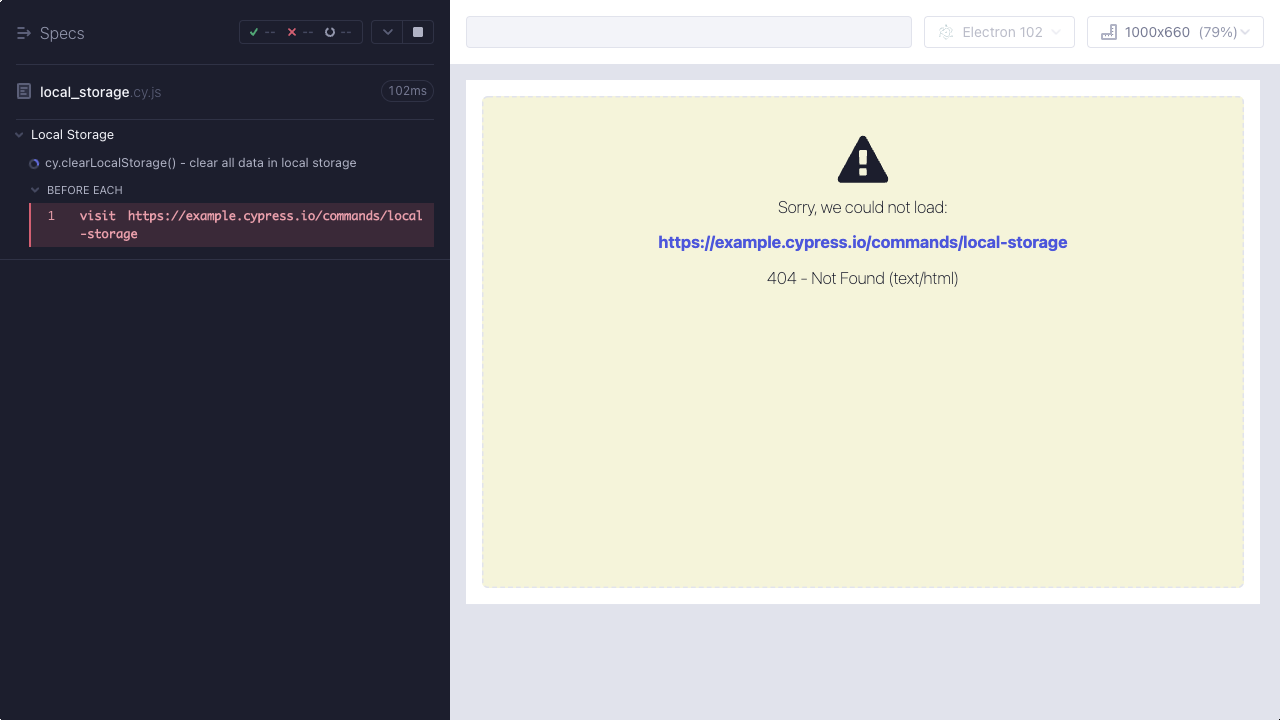 Specs
-- -- --
local_storage.cy.js
102ms
Local Storage
cy.clearLocalStorage() - clear all data in local storage
BEFORE EACH
1 visit https://example.cypress.io/commands/local
-storage
Electron 102
1000x660 (79%)
Sorry, we could not load:
https://example.cypress.io/commands/local-storage
404 - Not Found (text/html)